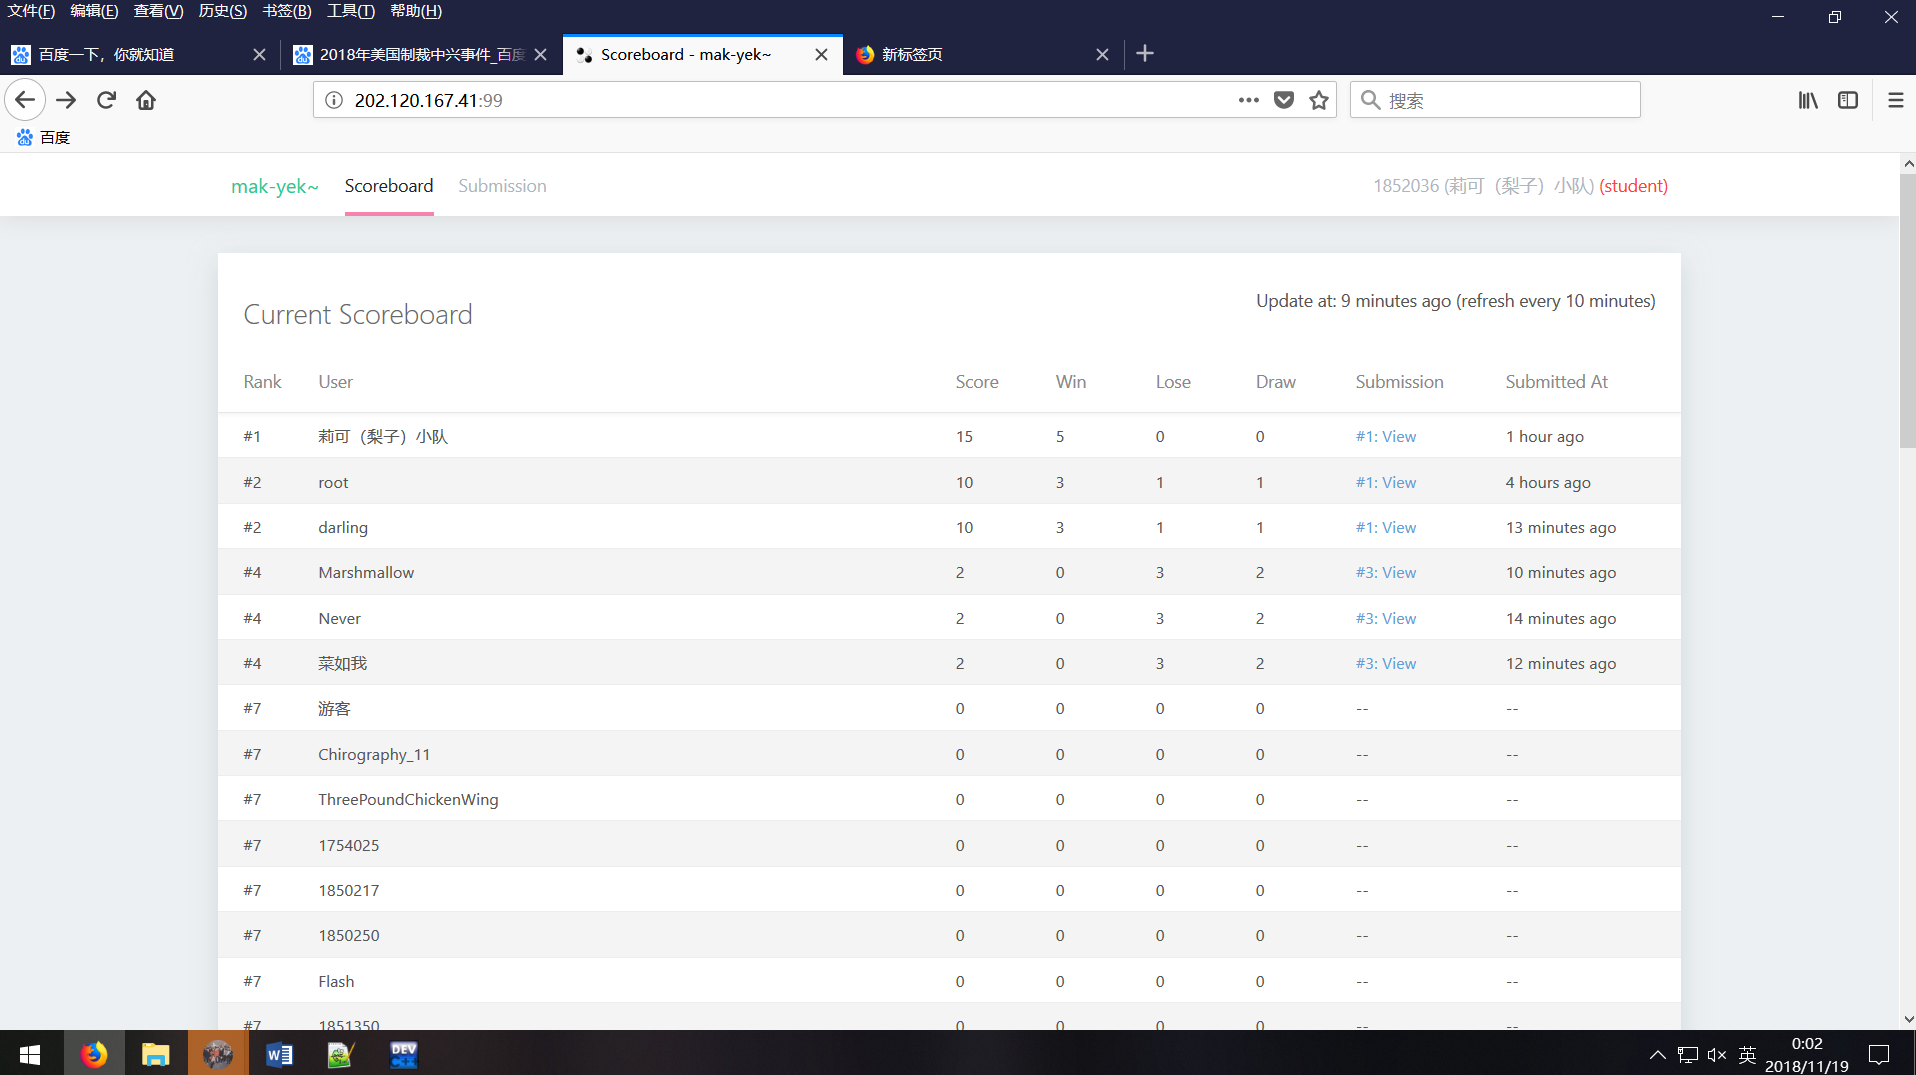 文件(F) 编辑(E) 查看(V) 历史(S) 书签(B) 工具(T) 帮助(H)
百度一下，你就知道 2018年美国制裁中兴事件_百度 Scoreboard - mak-yek~ 新标签页
202.120.167.41:99 搜索
百度
mak-yek~ Scoreboard Submission 1852036 (莉可（梨子）小队) (student)
Update at: 9 minutes ago (refresh every 10 minutes)
Current Scoreboard
Rank User Score Win Lose Draw Submission Submitted At
#1 莉可（梨子）小队 15 5 0 0 #1: View 1 hour ago
#2 root 10 3 1 1 #1: View 4 hours ago
#2 darling 10 3 1 1 #1: View 13 minutes ago
#4 Marshmallow 2 0 3 2 #3: View 10 minutes ago
#4 Never 2 0 3 2 #3: View 14 minutes ago
#4 菜如我 2 0 3 2 #3: View 12 minutes ago
#7 游客 0 0 0 0 -- --
#7 Chirography_11 0 0 0 0 -- --
#7 ThreePoundChickenWing 0 0 0 0 -- --
#7 1754025 0 0 0 0 -- --
#7 1850217 0 0 0 0 -- --
#7 1850250 0 0 0 0 -- --
#7 Flash 0 0 0 0 -- --
#7 1851350 0 0 0 0 -- --
DEV C++ 英 0:02
2018/11/19